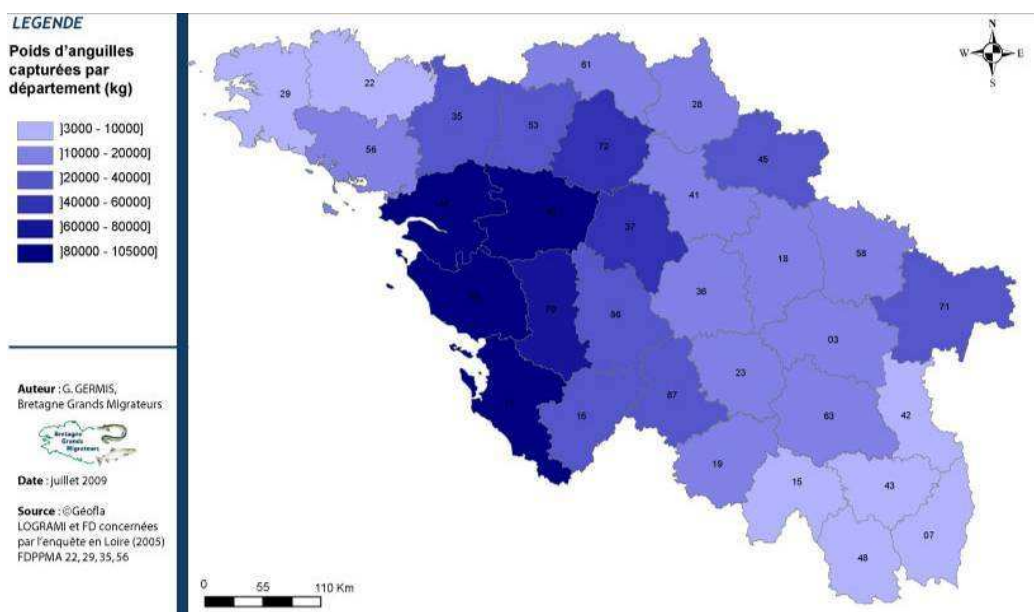 LEGENDE
Poids d'anguilles
capturées par
département (kg)
]3000 - 10000]
]10000 - 20000]
]20000 - 40000]
]40000 - 60000]
]60000 - 80000]
]80000 - 105000]
Auteur : G. GERMIS,
Bretagne Grands Migrateurs
Bretagne
Grands
Migrateurs
Date : juillet 2009
Source : ©Géofla
LOGRAMI et FD concernées
par l'enquête en Loire (2005)
FDPPMA 22, 29, 35, 56
N
W E
S
61
29
22
28
35
53
72
56
45
41
37
18
58
36
71
86
03
23
87
16
63
42
19
15
43
07
48
0 55 110 Km